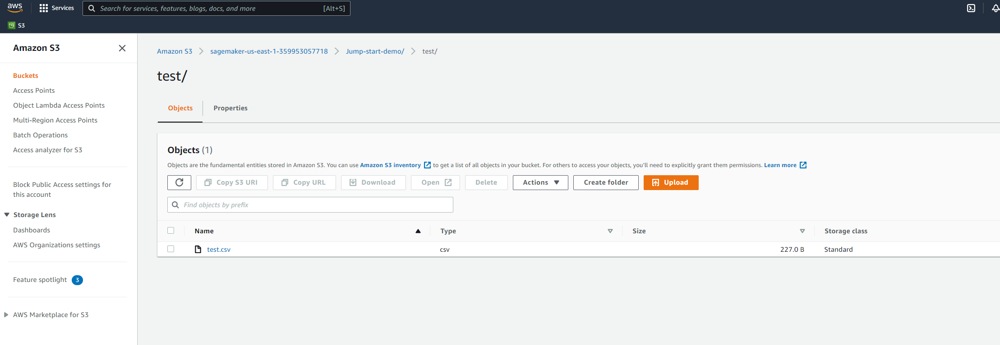 aws
Services
Search for services, features, blogs, docs, and more
[Alt+S]
S3
Amazon S3
Buckets
Access Points
Object Lambda Access Points
Multi-Region Access Points
Batch Operations
Access analyzer for S3
Block Public Access settings for
this account
Storage Lens
Dashboards
AWS Organizations settings
Feature spotlight 3
AWS Marketplace for S3
Amazon S3 sagemaker-us-east-1-359953057718 Jump-start-demo/ test/
test/
Objects Properties
Objects (1)
Objects are the fundamental entities stored in Amazon S3. You can use Amazon S3 inventory to get a list of all objects in your bucket. For others to access your objects, you'll need to explicitly grant them permissions. Learn more
Copy S3 URI Copy URL Download Open Delete Actions Create folder Upload
Find objects by prefix
Name Type Size Storage class
test.csv csv 227.0 B Standard